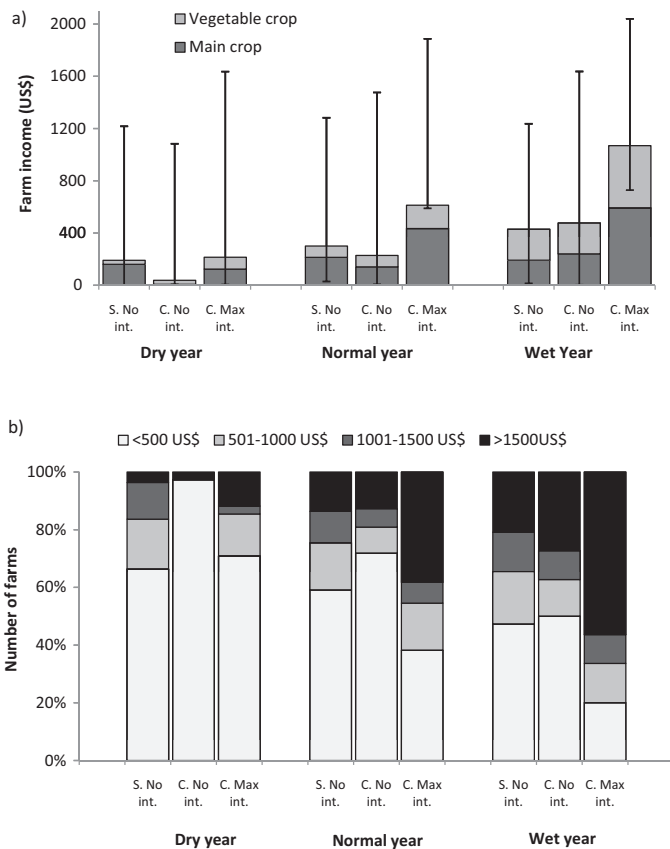 a)
Vegetable crop
Main crop
Farm income (US$)
2000
1600
1200
800
400
0
S. No int.
C. No int.
C. Max int.
S. No int.
C. No int.
C. Max int.
S. No int.
C. No int.
C. Max int.
Dry year
Normal year
Wet Year
b)
<500 US$
501-1000 US$
1001-1500 US$
>1500US$
Number of farms
100%
80%
60%
40%
20%
0%
S. No int.
C. No int.
C. Max int.
S. No int.
C. No int.
C. Max int.
S. No int.
C. No int.
C. Max int.
Dry year
Normal year
Wet year